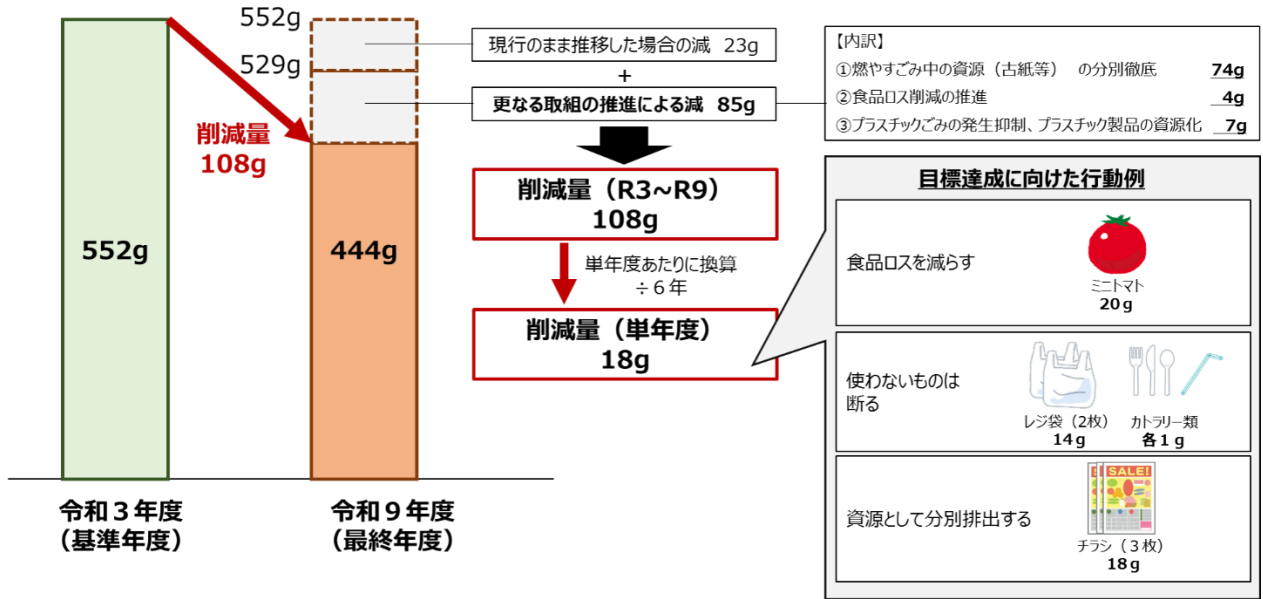 552g
529g
削減量
108g
552g
444g
令和3年度
(基準年度)
令和9年度
(最終年度)
現行のまま推移した場合の減 23g
+
更なる取組の推進による減 85g
削減量(R3~R9)
108g
単年度あたりに換算
÷6年
削減量(単年度)
18g
【内訳】
①燃やすごみ中の資源(古紙等) の分別徹底 74g
②食品ロス削減の推進 4g
③プラスチックごみの発生抑制、プラスチック製品の資源化 7g
目標達成に向けた行動例
食品ロスを減らす
ミニトマト
20g
使わないものは
断る
レジ袋(2枚)
14g
カトラリー類
各1g
資源として分別排出する
SALE!
チラシ(3枚)
18g